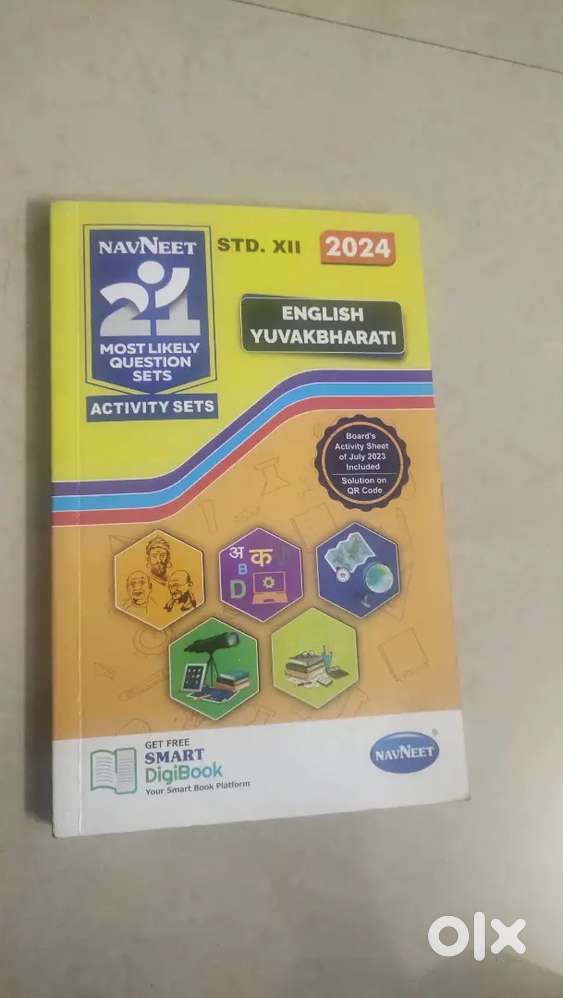 NAVNEET
21
MOST LIKELY
QUESTION
SETS
ACTIVITY SETS
STD. XII
2024
ENGLISH
YUVAKBHARATI
Board's
Activity Sheet
of July 2023
Included
Solution on
QR Code
अ
क
B
D
GET FREE
SMART
DigiBook
Your Smart Book Platform
NAVNEET
®
olx